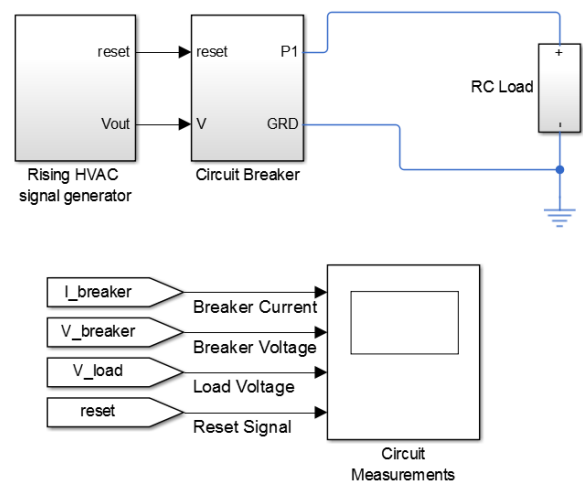 reset
Vout
Rising HVAC
signal generator
reset
P1
V
GRD
Circuit Breaker
+
RC Load
-
I_breaker
Breaker Current
V_breaker
Breaker Voltage
V_load
Load Voltage
reset
Reset Signal
Circuit
Measurements